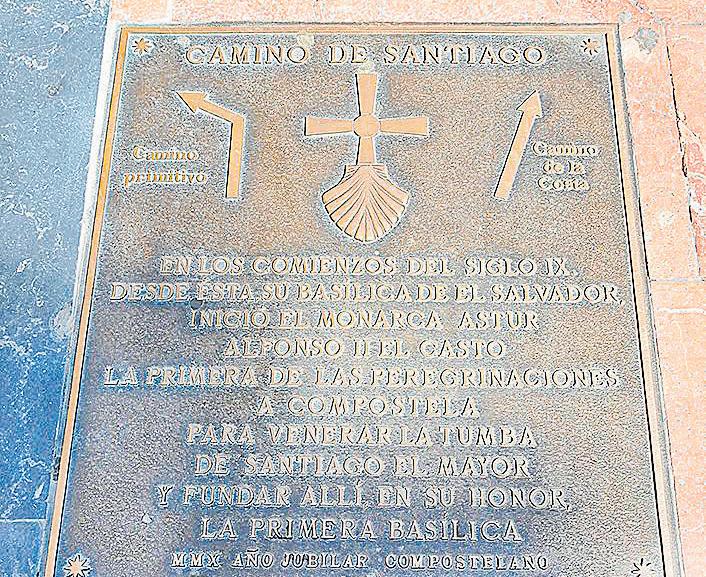 CAMINO DE SANTIAGO
Camino
primitivo
Camino
de la
Costa
EN LOS COMIENZOS DEL SIGLO IX,
DESDE ESTA SU BASÍLICA DE EL SALVADOR,
INICIO EL MONARCA ASTUR
ALFONSO II EL CASTO
LA PRIMERA DE LAS PEREGRINACIONES
A COMPOSTELA
PARA VENERAR LA TUMBA
DE SANTIAGO EL MAYOR
Y FUNDAR ALLÍ EN SU HONOR,
LA PRIMERA BASILICA
MMX AÑO JUBILAR COMPOSTELANO